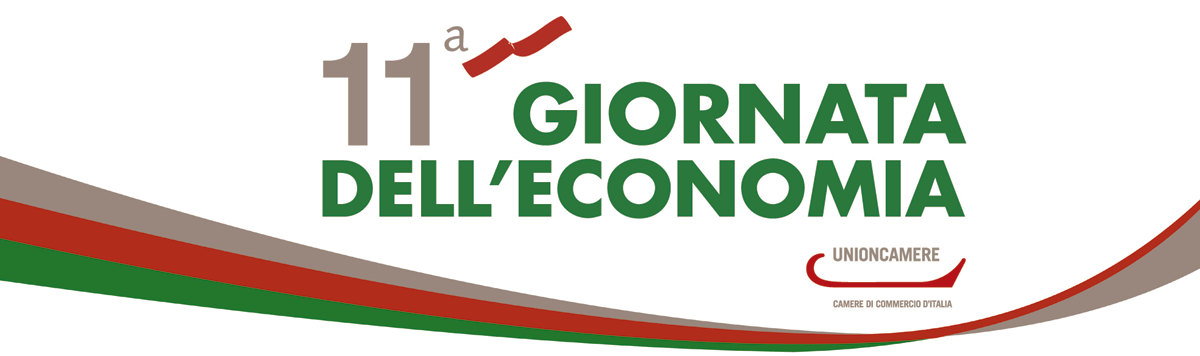 11ª GIORNATA
DELL'ECONOMIA
UNIONCAMERE
CAMERE DI COMMERCIO D'ITALIA